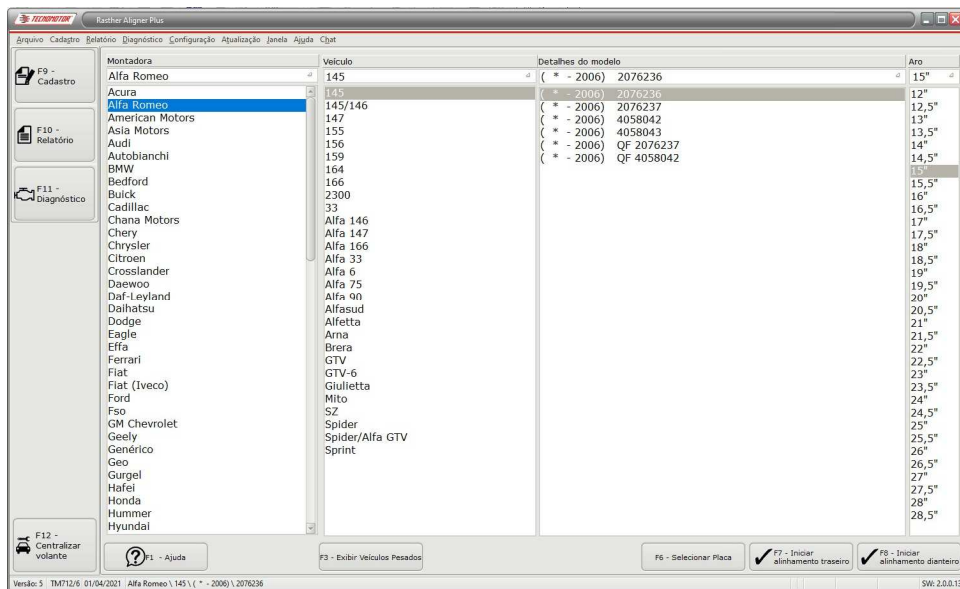 TECNOMOTOR
Rasther Aligner Plus
Arquivo Cadastro Relatório Diagnóstico Configuração Atualização Janela Ajuda Chat
F9 -
Cadastro
F10 -
Relatório
F11 -
Diagnóstico
F12 -
Centralizar
volante
Montadora
Alfa Romeo
Acura
Alfa Romeo
American Motors
Asia Motors
Audi
Autobianchi
BMW
Bedford
Buick
Cadillac
Chana Motors
Chery
Chrysler
Citroen
Crosslander
Daewoo
Daf-Leyland
Daihatsu
Dodge
Eagle
Effa
Ferrari
Fiat
Fiat (Iveco)
Ford
Fso
GM Chevrolet
Geely
Genérico
Geo
Gurgel
Hafei
Honda
Hummer
Hyundai
Veículo
145
145
145/146
147
155
156
159
164
166
2300
33
Alfa 146
Alfa 147
Alfa 166
Alfa 33
Alfa 6
Alfa 75
Alfa 90
Alfasud
Alfetta
Arna
Brera
GTV
GTV-6
Giulietta
Mito
SZ
Spider
Spider/Alfa GTV
Sprint
Detalhes do modelo
( * - 2006) 2076236
( * - 2006) 2076236
( * - 2006) 2076237
( * - 2006) 4058042
( * - 2006) 4058043
( * - 2006) QF 2076237
( * - 2006) QF 4058042
Aro
15"
12"
12,5"
13"
13,5"
14"
14,5"
15"
15,5"
16"
16,5"
17"
17,5"
18"
18,5"
19"
19,5"
20"
20,5"
21"
21,5"
22"
22,5"
23"
23,5"
24"
24,5"
25"
25,5"
26"
26,5"
27"
27,5"
28"
28,5"
F1 - Ajuda
F3 - Exibir Veículos Pesados
F6 - Selecionar Placa
F7 - Iniciar
alinhamento traseiro
F8 - Iniciar
alinhamento dianteiro
Versão: 5 TM712/6 01/04/2021 Alfa Romeo \ 145 \ ( * - 2006) \ 2076236
SW: 2.0.0.13